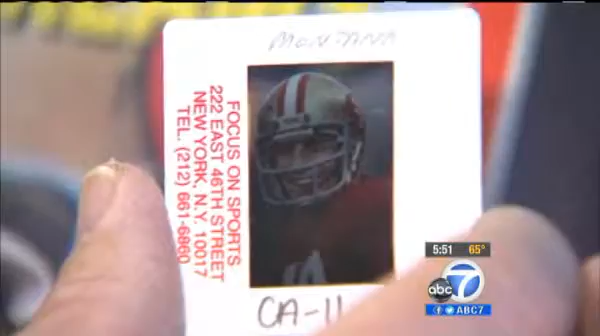 MONTANA
FOCUS ON SPORTS
222 EAST 46TH STREET
NEW YORK, N.Y. 10017
TEL. (212) 661-6860
CA-11
5:51 65°
abc 7
ABC7